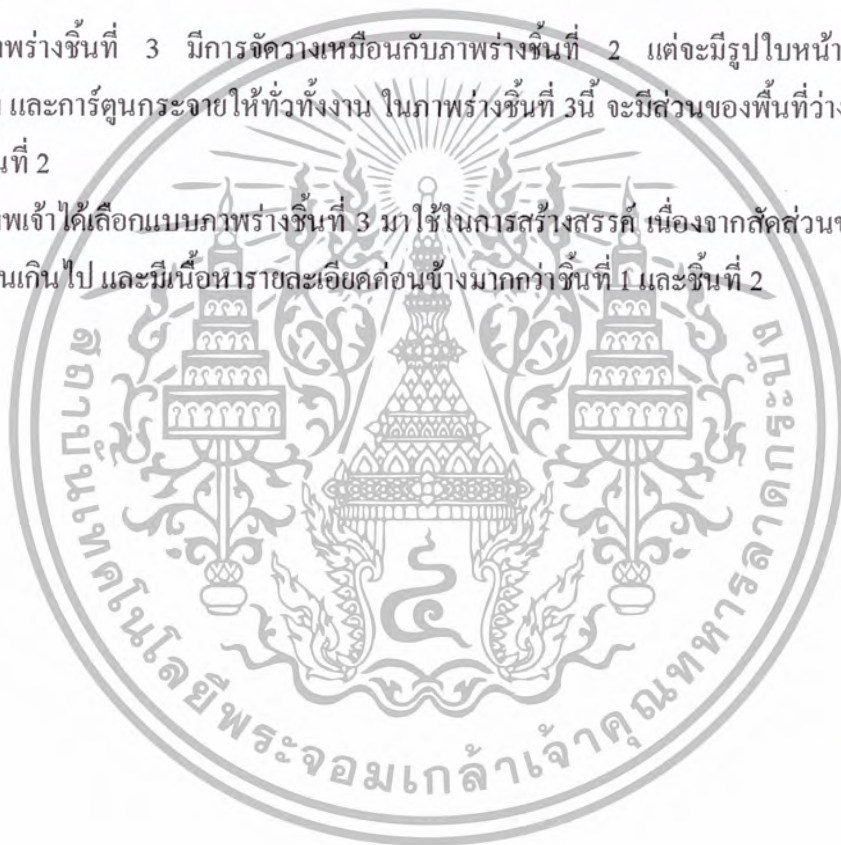 พร่างชิ้นที่ 3 มีการจัดวางเหมือนกับภาพร่างชิ้นที่ 2 แต่จะมีรูปใบหน้า
และการ์ตูนกระจายให้ทั่วทั้งงาน ในภาพร่างชิ้นที่ 3นี้ จะมีส่วนของพื้นที่ว่าง
ที่ 2
พเจ้าได้เลือกแบบภาพร่างชิ้นที่ 3 มาใช้ในการสร้างสรรค์ เนื่องจากสัดส่วน
นเกินไป และมีเนื้อหารายละเอียดค่อนข้างมากกว่าชิ้นที่ 1 และชิ้นที่ 2
๔
สถาบันเทคโนโลยีพระจอมเกล้าเจ้าคุณทหารลาดกระบัง